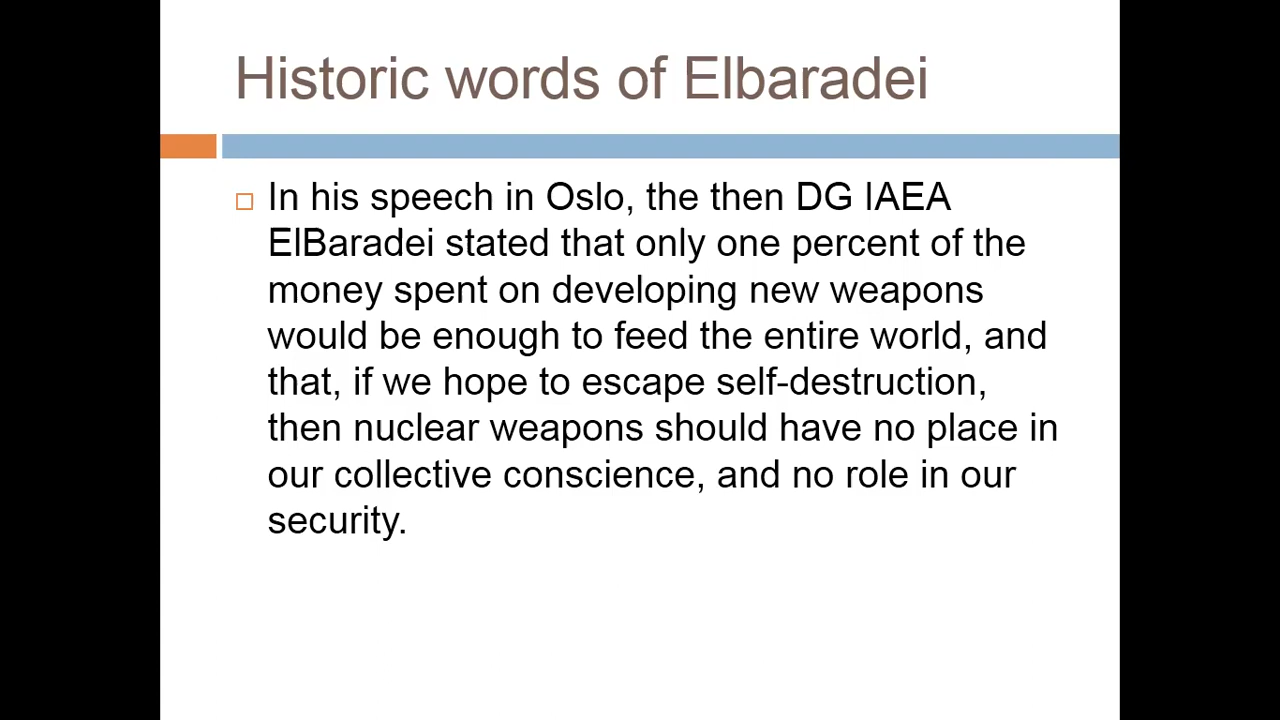 Historic words of Elbaradei
In his speech in Oslo, the then DG IAEA
ElBaradei stated that only one percent of the
money spent on developing new weapons
would be enough to feed the entire world, and
that, if we hope to escape self-destruction,
then nuclear weapons should have no place in
our collective conscience, and no role in our
security.